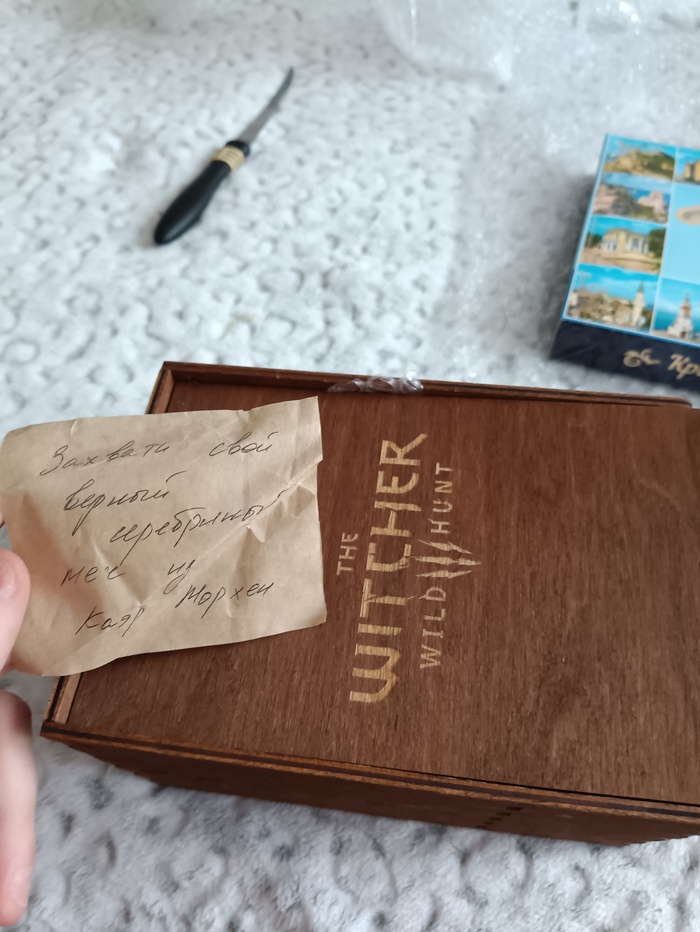 Захвати свой
верный
серебряный
меч из
Каэр Морхен
THE
WITCHER
WILD HUNT